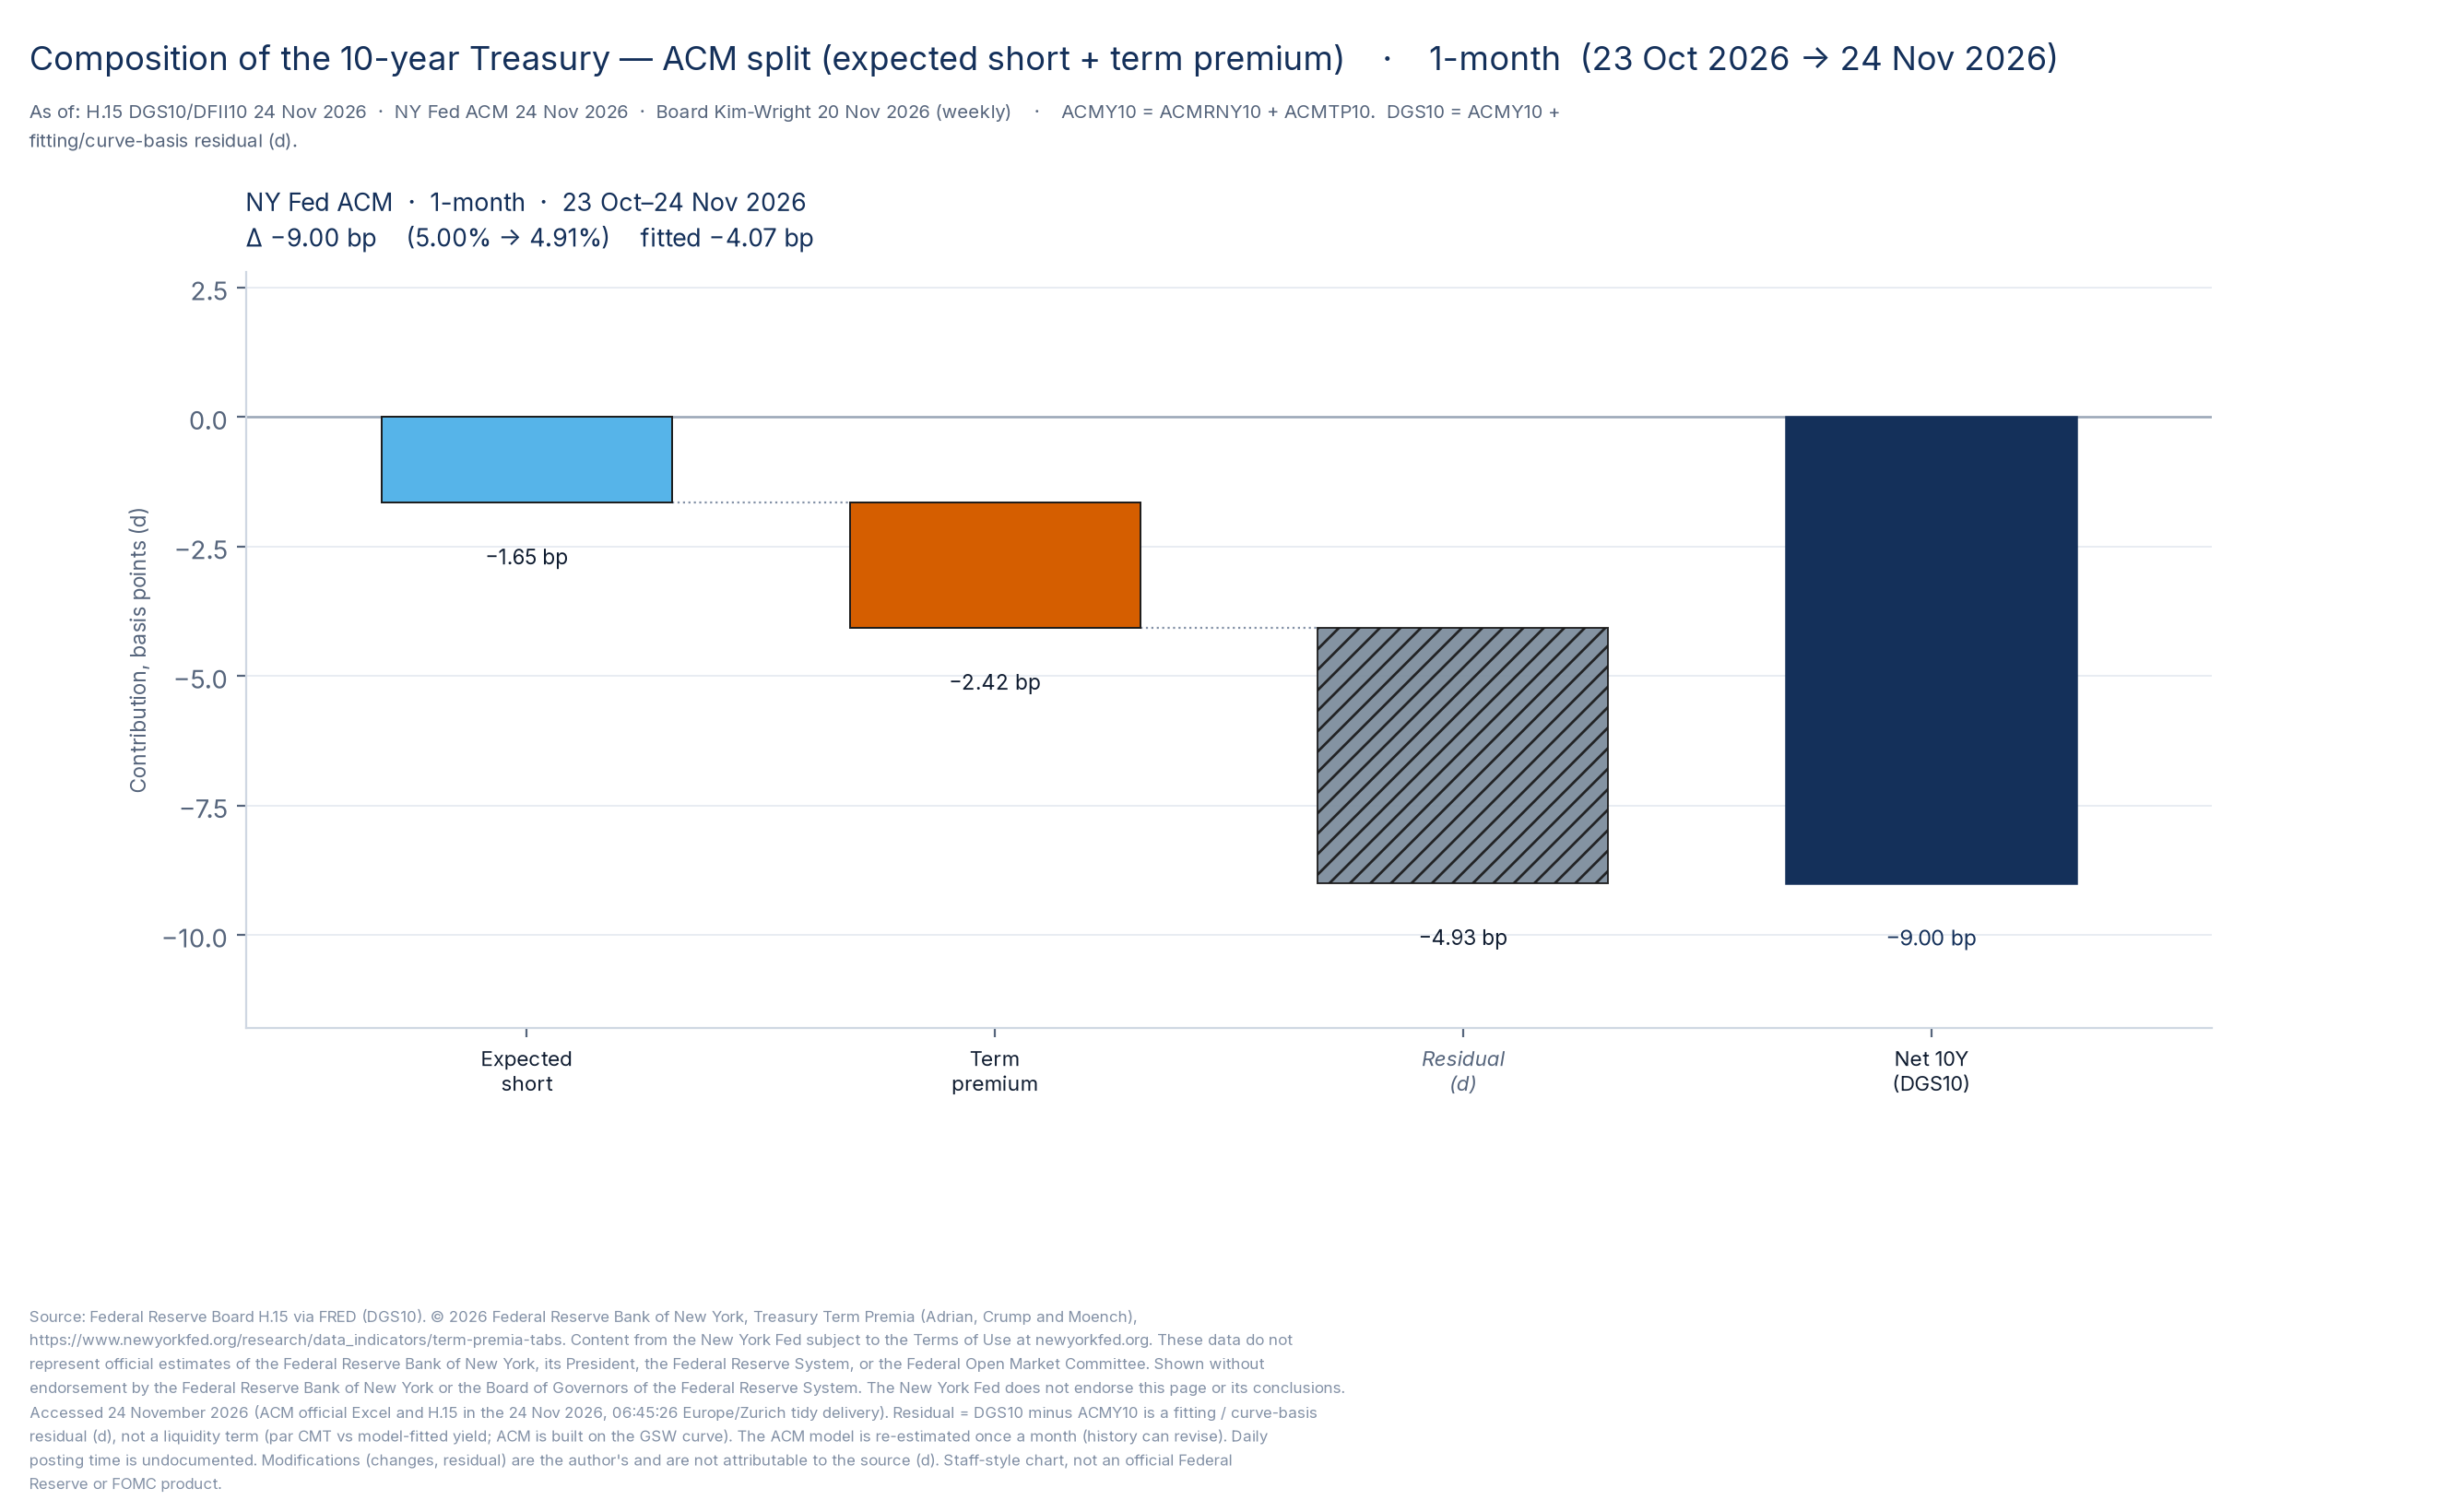 Composition of the 10-year Treasury — ACM split (expected short + term premium) · 1-month (23 Oct 2026 → 24 Nov 2026)
As of: H.15 DGS10/DFII10 24 Nov 2026 · NY Fed ACM 24 Nov 2026 · Board Kim-Wright 20 Nov 2026 (weekly) · ACMY10 = ACMRNY10 + ACMTP10. DGS10 = ACMY10 +
fitting/curve-basis residual (d).
NY Fed ACM · 1-month · 23 Oct–24 Nov 2026
Δ −9.00 bp (5.00% → 4.91%) fitted −4.07 bp
Contribution, basis points (d)
2.5
0.0
−2.5
−5.0
−7.5
−10.0
−1.65 bp
−2.42 bp
−4.93 bp
−9.00 bp
Expected
short
Term
premium
Residual
(d)
Net 10Y
(DGS10)
Source: Federal Reserve Board H.15 via FRED (DGS10). © 2026 Federal Reserve Bank of New York, Treasury Term Premia (Adrian, Crump and Moench),
https://www.newyorkfed.org/research/data_indicators/term-premia-tabs. Content from the New York Fed subject to the Terms of Use at newyorkfed.org. These data do not
represent official estimates of the Federal Reserve Bank of New York, its President, the Federal Reserve System, or the Federal Open Market Committee. Shown without
endorsement by the Federal Reserve Bank of New York or the Board of Governors of the Federal Reserve System. The New York Fed does not endorse this page or its conclusions.
Accessed 24 November 2026 (ACM official Excel and H.15 in the 24 Nov 2026, 06:45:26 Europe/Zurich tidy delivery). Residual = DGS10 minus ACMY10 is a fitting / curve-basis
residual (d), not a liquidity term (par CMT vs model-fitted yield; ACM is built on the GSW curve). The ACM model is re-estimated once a month (history can revise). Daily
posting time is undocumented. Modifications (changes, residual) are the author's and are not attributable to the source (d). Staff-style chart, not an official Federal
Reserve or FOMC product.